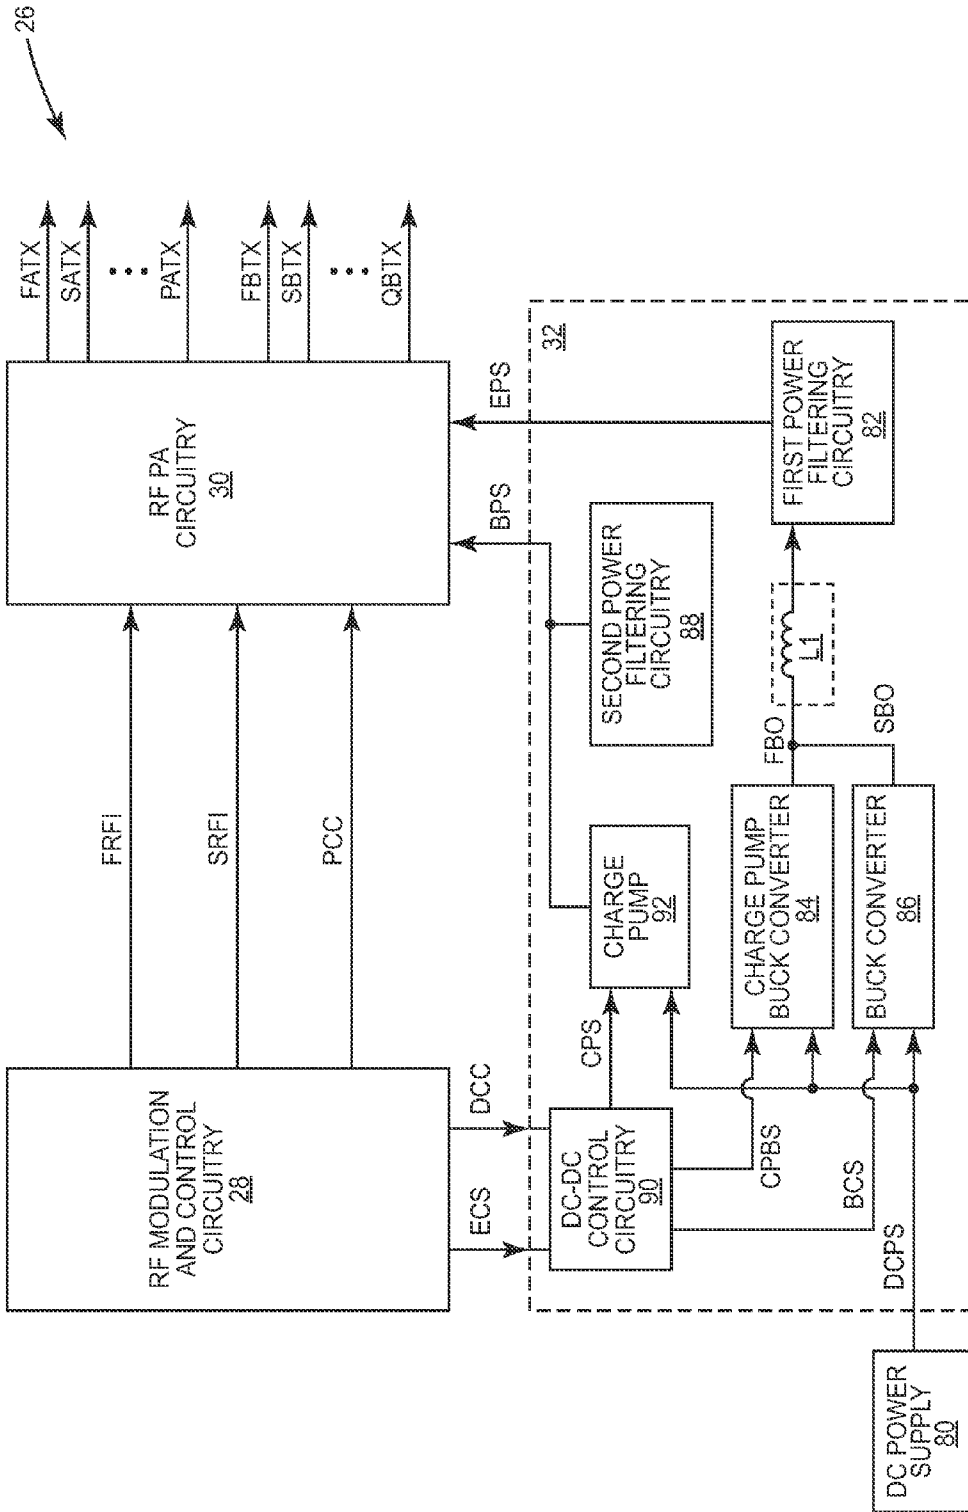 26
FATX
SATX
PATX
FBTX
SBTX
QBTX
RF PA
CIRCUITRY
30
FRFI
SRFI
PCC
RF MODULATION
AND CONTROL
CIRCUITRY
28
ECS
DCC
BPS
EPS
32
DC-DC
CONTROL
CIRCUITRY
90
CPS
CHARGE
PUMP
92
SECOND POWER
FILTERING
CIRCUITRY
88
FIRST POWER
FILTERING
CIRCUITRY
82
CPBS
BCS
DCPS
CHARGE PUMP
BUCK CONVERTER
84
BUCK CONVERTER
86
FBO
SBO
L1
DC POWER
SUPPLY
80